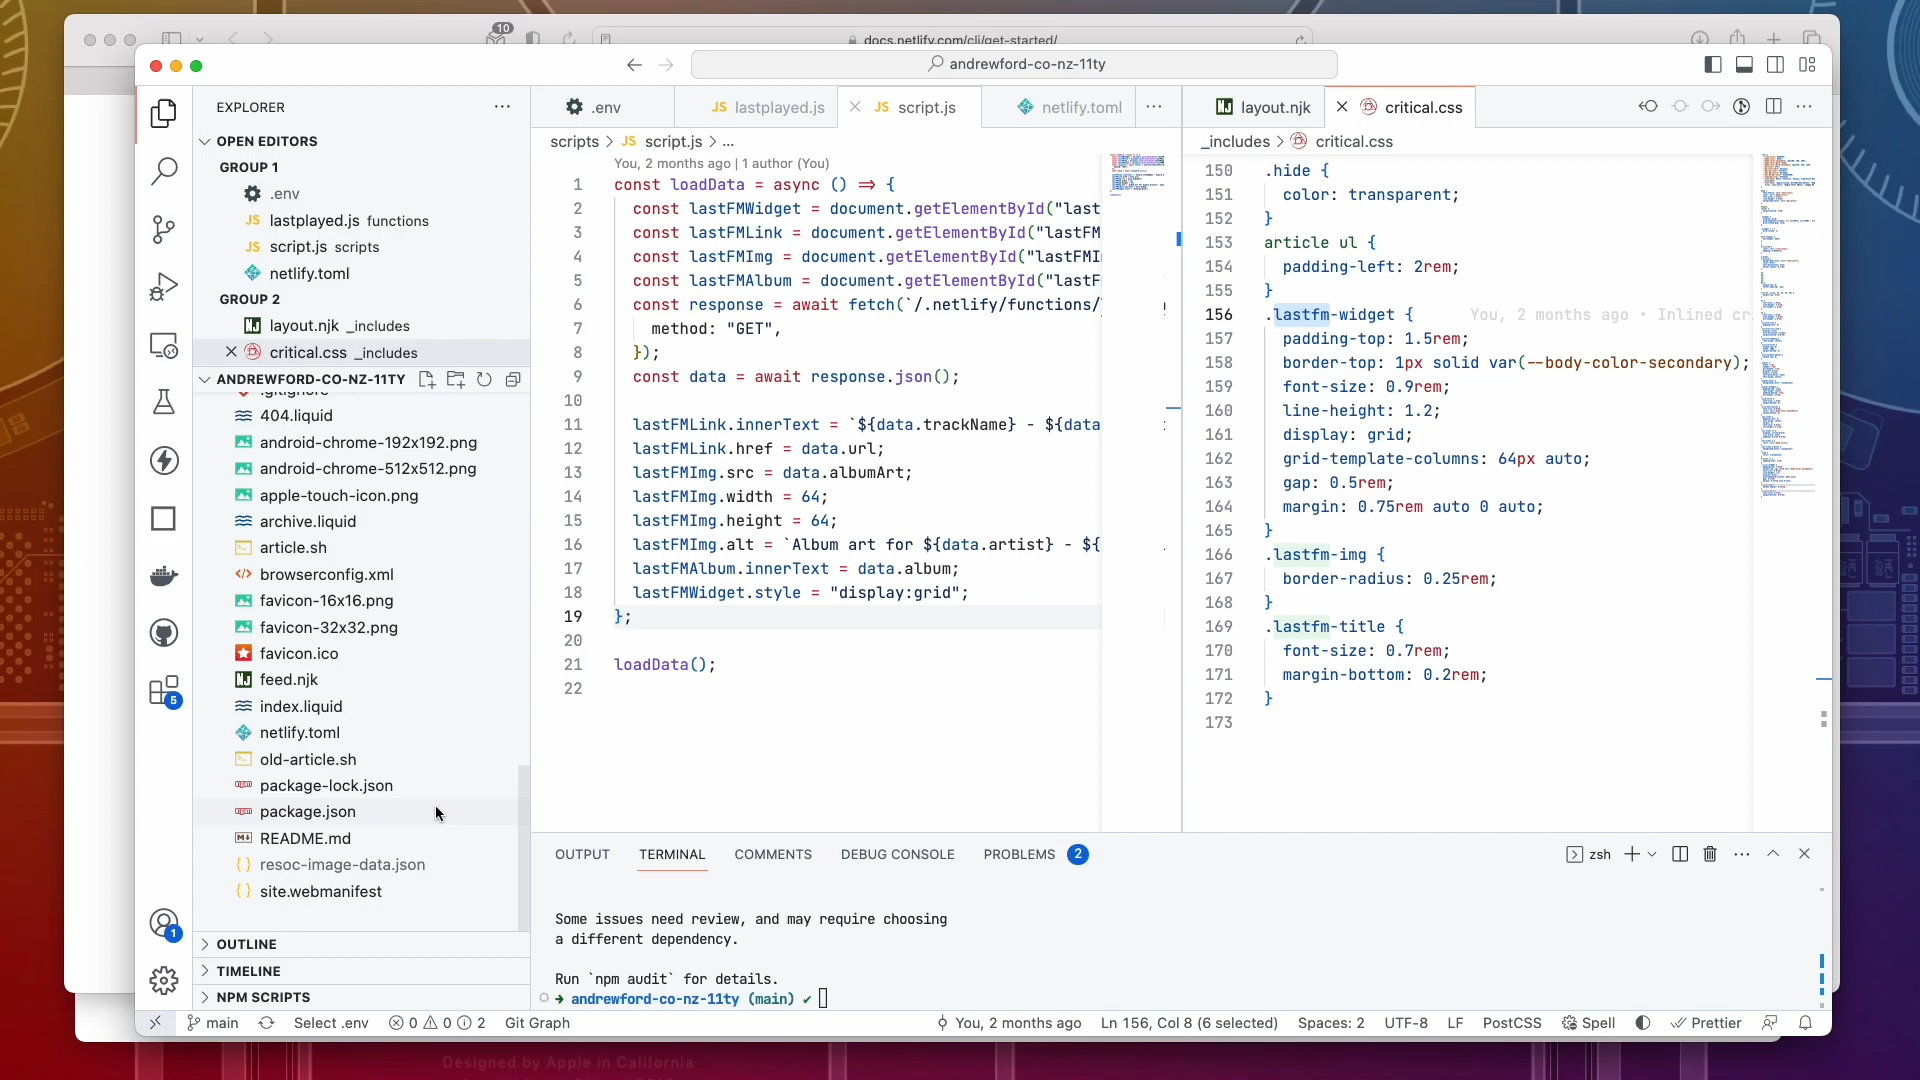 10
docs.netlify.com/cli/get-started/
andrewford-co-nz-11ty
EXPLORER
OPEN EDITORS
GROUP 1
.env
JS lastplayed.js functions
JS script.js scripts
netlify.toml
GROUP 2
layout.njk _includes
critical.css _includes
ANDREWFORD-CO-NZ-11TY
.gitignore
404.liquid
android-chrome-192x192.png
android-chrome-512x512.png
apple-touch-icon.png
archive.liquid
article.sh
browserconfig.xml
favicon-16x16.png
favicon-32x32.png
favicon.ico
feed.njk
index.liquid
netlify.toml
old-article.sh
package-lock.json
package.json
README.md
resoc-image-data.json
site.webmanifest
OUTLINE
TIMELINE
NPM SCRIPTS
5
1
.env
JS lastplayed.js
JS script.js
netlify.toml
scripts > JS script.js > ...
You, 2 months ago | 1 author (You)
1 const loadData = async () => {
2 const lastFMWidget = document.getElementById("last
3 const lastFMLink = document.getElementById("lastFM
4 const lastFMImg = document.getElementById("lastFMI
5 const lastFMAlbum = document.getElementById("lastF
6 const response = await fetch(`/.netlify/functions/
7 method: "GET",
8 });
9 const data = await response.json();
10
11 lastFMLink.innerText = `${data.trackName} - ${data
12 lastFMLink.href = data.url;
13 lastFMImg.src = data.albumArt;
14 lastFMImg.width = 64;
15 lastFMImg.height = 64;
16 lastFMImg.alt = `Album art for ${data.artist} - ${
17 lastFMAlbum.innerText = data.album;
18 lastFMWidget.style = "display:grid";
19 };
20
21 loadData();
22
layout.njk
critical.css
_includes > critical.css
150 .hide {
151 color: transparent;
152 }
153 article ul {
154 padding-left: 2rem;
155 }
156 .lastfm-widget { You, 2 months ago • Inlined cr
157 padding-top: 1.5rem;
158 border-top: 1px solid var(--body-color-secondary);
159 font-size: 0.9rem;
160 line-height: 1.2;
161 display: grid;
162 grid-template-columns: 64px auto;
163 gap: 0.5rem;
164 margin: 0.75rem auto 0 auto;
165 }
166 .lastfm-img {
167 border-radius: 0.25rem;
168 }
169 .lastfm-title {
170 font-size: 0.7rem;
171 margin-bottom: 0.2rem;
172 }
173
OUTPUT TERMINAL COMMENTS DEBUG CONSOLE PROBLEMS 2
zsh
Some issues need review, and may require choosing
a different dependency.
Run `npm audit` for details.
➜ andrewford-co-nz-11ty (main) ✔
main Select .env 0 0 2 Git Graph
You, 2 months ago Ln 156, Col 8 (6 selected) Spaces: 2 UTF-8 LF PostCSS Spell Prettier
Designed by Apple in California